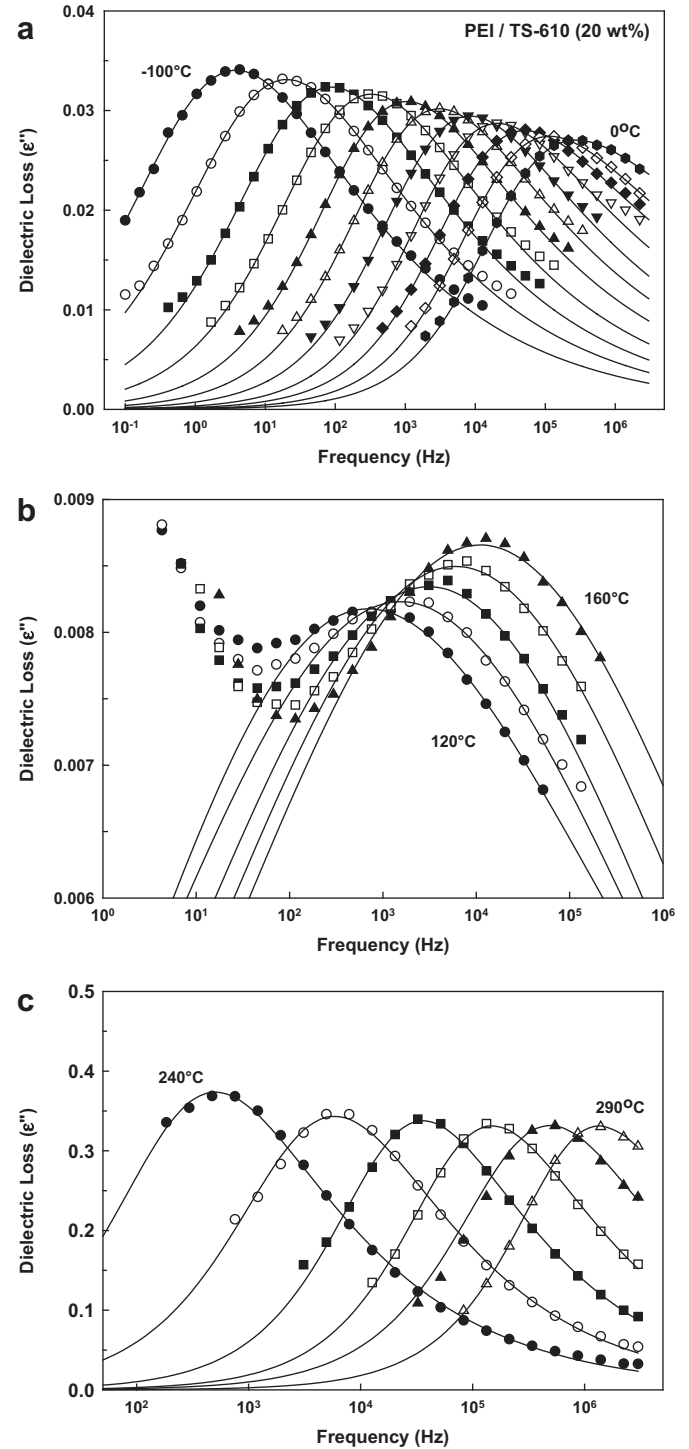 a
PEI / TS-610 (20 wt%)
-100°C
0°C
0.04
0.03
0.02
0.01
0.00
Dielectric Loss (ε")
10⁻¹ 10⁰ 10¹ 10² 10³ 10⁴ 10⁵ 10⁶
Frequency (Hz)
b
0.009
0.008
0.007
0.006
Dielectric Loss (ε")
160°C
120°C
10⁰ 10¹ 10² 10³ 10⁴ 10⁵ 10⁶
Frequency (Hz)
c
0.5
0.4
0.3
0.2
0.1
0.0
Dielectric Loss (ε")
240°C
290°C
10² 10³ 10⁴ 10⁵ 10⁶
Frequency (Hz)